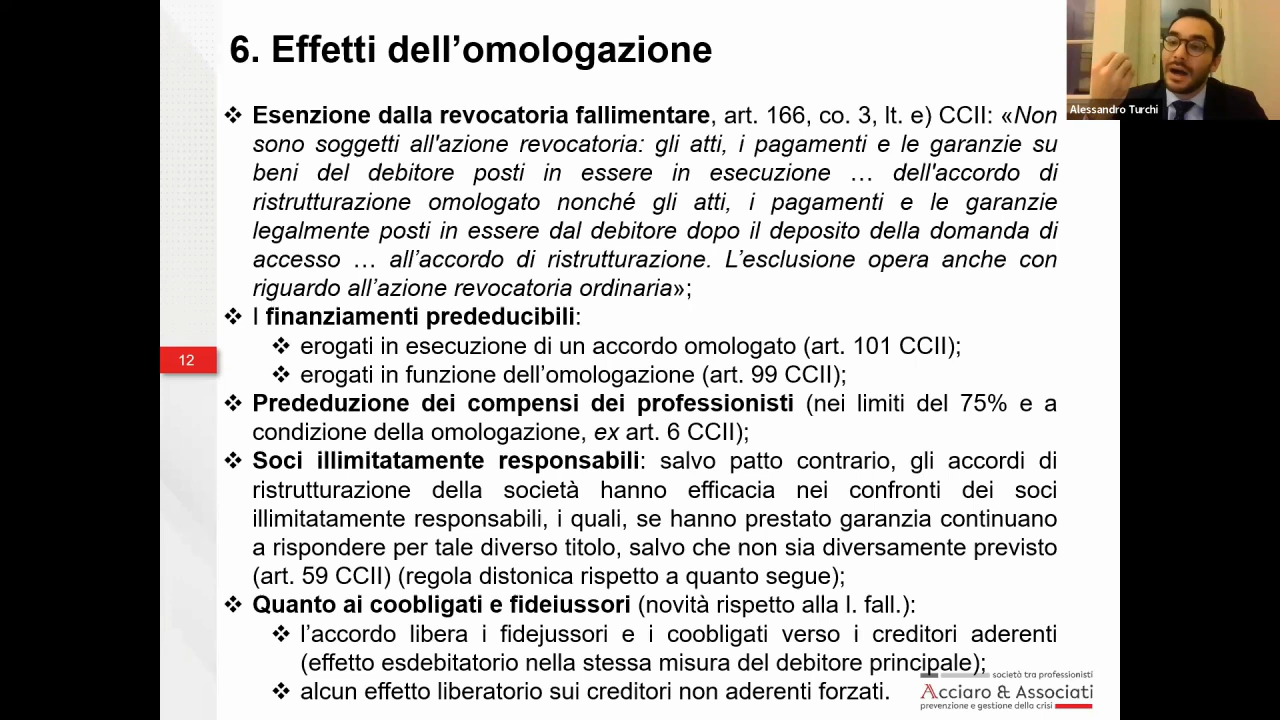 6. Effetti dell’omologazione
Alessandro Turchi
❖ Esenzione dalla revocatoria fallimentare, art. 166, co. 3, lt. e) CCII: «Non
sono soggetti all'azione revocatoria: gli atti, i pagamenti e le garanzie su
beni del debitore posti in essere in esecuzione … dell'accordo di
ristrutturazione omologato nonché gli atti, i pagamenti e le garanzie
legalmente posti in essere dal debitore dopo il deposito della domanda di
accesso … all’accordo di ristrutturazione. L’esclusione opera anche con
riguardo all’azione revocatoria ordinaria»;
❖ I finanziamenti prededucibili:
❖ erogati in esecuzione di un accordo omologato (art. 101 CCII);
❖ erogati in funzione dell’omologazione (art. 99 CCII);
12
❖ Prededuzione dei compensi dei professionisti (nei limiti del 75% e a
condizione della omologazione, ex art. 6 CCII);
❖ Soci illimitatamente responsabili: salvo patto contrario, gli accordi di
ristrutturazione della società hanno efficacia nei confronti dei soci
illimitatamente responsabili, i quali, se hanno prestato garanzia continuano
a rispondere per tale diverso titolo, salvo che non sia diversamente previsto
(art. 59 CCII) (regola distonica rispetto a quanto segue);
❖ Quanto ai coobligati e fideiussori (novità rispetto alla l. fall.):
❖ l’accordo libera i fidejussori e i coobligati verso i creditori aderenti
(effetto esdebitatorio nella stessa misura del debitore principale);
❖ alcun effetto liberatorio sui creditori non aderenti forzati.
società tra professionisti
Acciaro & Associati
prevenzione e gestione della crisi